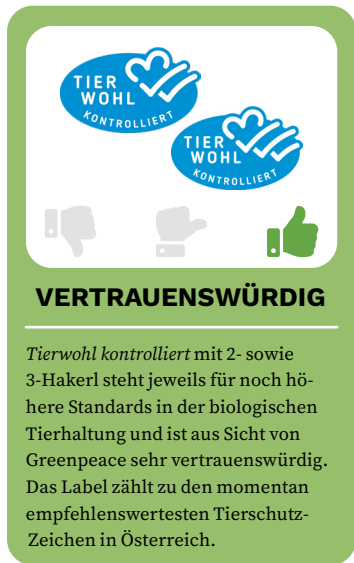 TIER
WOHL
KONTROLLIERT
TIER
WOHL
KONTROLLIERT
VERTRAUENSWÜRDIG
Tierwohl kontrolliert mit 2- sowie
3-Hakerl steht jeweils für noch hö-
here Standards in der biologischen
Tierhaltung und ist aus Sicht von
Greenpeace sehr vertrauenswürdig.
Das Label zählt zu den momentan
empfehlenswertesten Tierschutz-
Zeichen in Österreich.